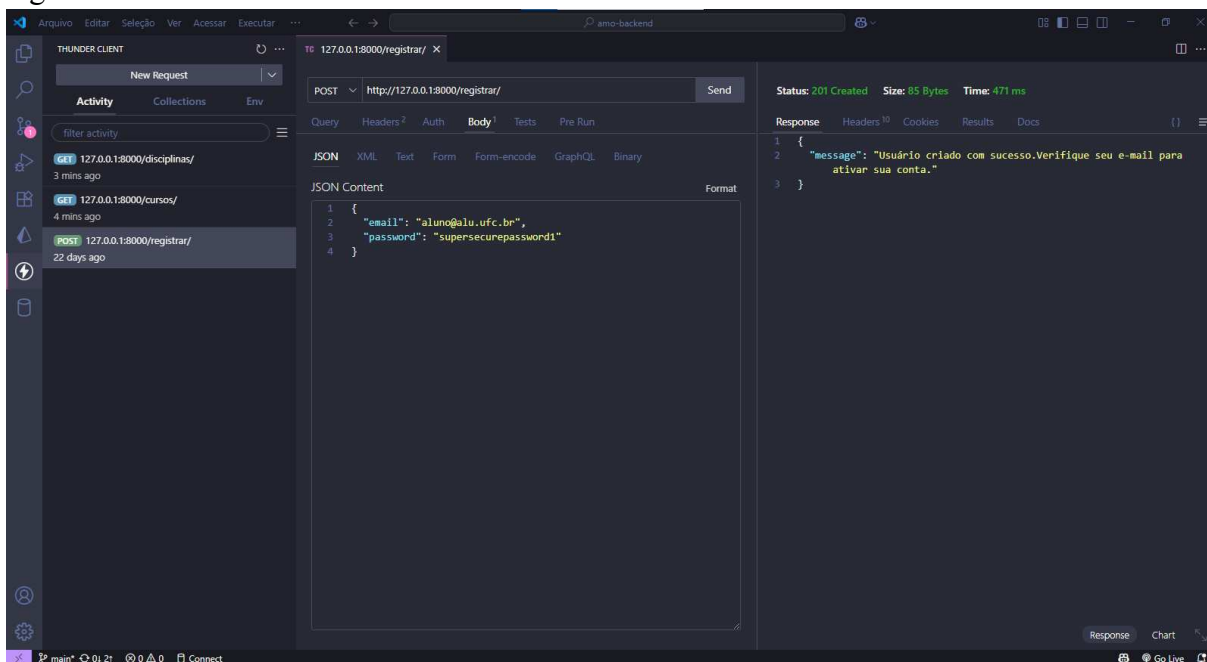 Arquivo Editar Seleção Ver Acessar Executar ...
amo-backend
THUNDER CLIENT
New Request
Activity Collections Env
filter activity
GET 127.0.0.1:8000/disciplinas/
3 mins ago
GET 127.0.0.1:8000/cursos/
4 mins ago
POST 127.0.0.1:8000/registrar/
22 days ago
TC 127.0.0.1:8000/registrar/
POST http://127.0.0.1:8000/registrar/ Send
Query Headers 2 Auth Body 1 Tests Pre Run
JSON XML Text Form Form-encode GraphQL Binary
JSON Content Format
1 {
2 "email": "aluno@alu.ufc.br",
3 "password": "supersecurepassword1"
4 }
Status: 201 Created Size: 85 Bytes Time: 471 ms
Response Headers 10 Cookies Results Docs {}
1 {
2 "message": "Usuário criado com sucesso.Verifique seu e-mail para
ativar sua conta."
3 }
Response Chart
main* 0↓ 2↑ 0 0 Connect
Go Live